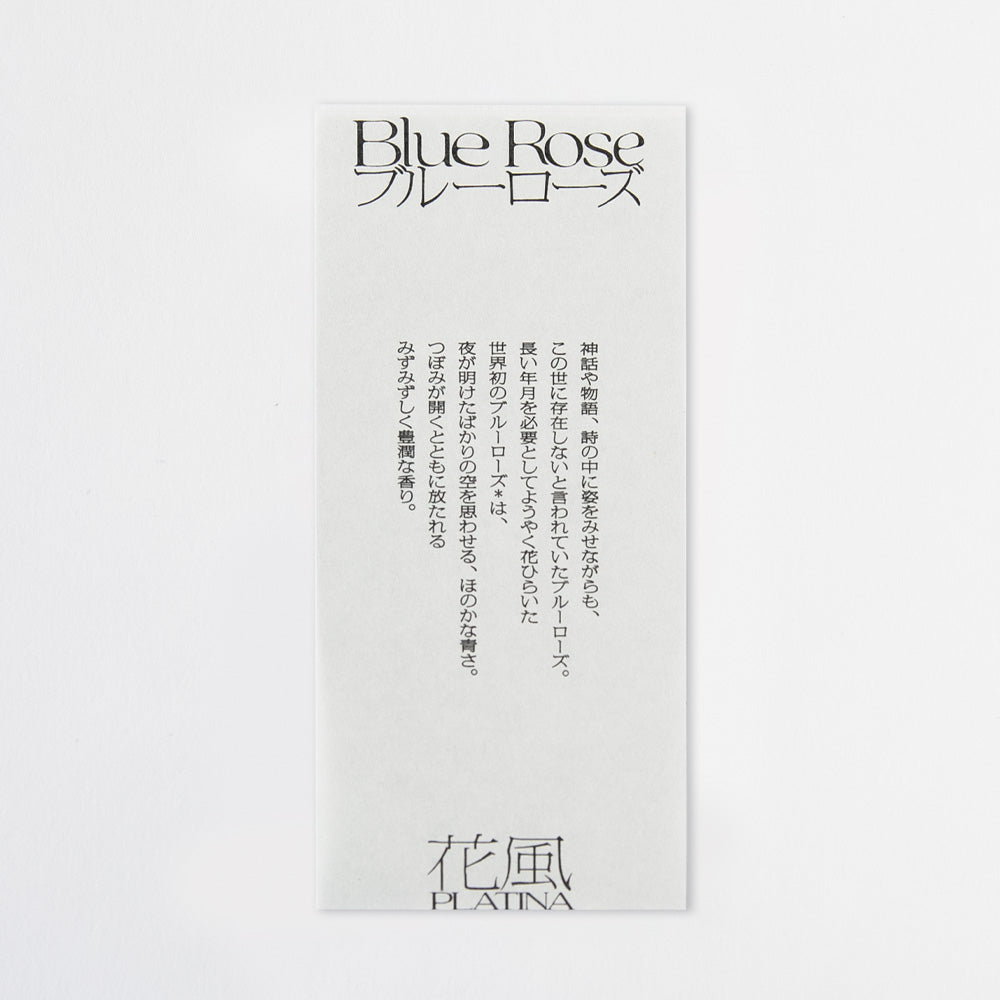 Blue Rose
ブルーローズ
神話や物語、詩の中に姿をみせながらも、
この世に存在しないと言われていたブルーローズ。
長い年月を必要としてようやく花ひらいた
世界初のブルーローズ*は、
夜が明けたばかりの空を思わせる、ほのかな青さ。
つぼみが開くとともに放たれる
みずみずしく豊潤な香り。
花風
PLATINA